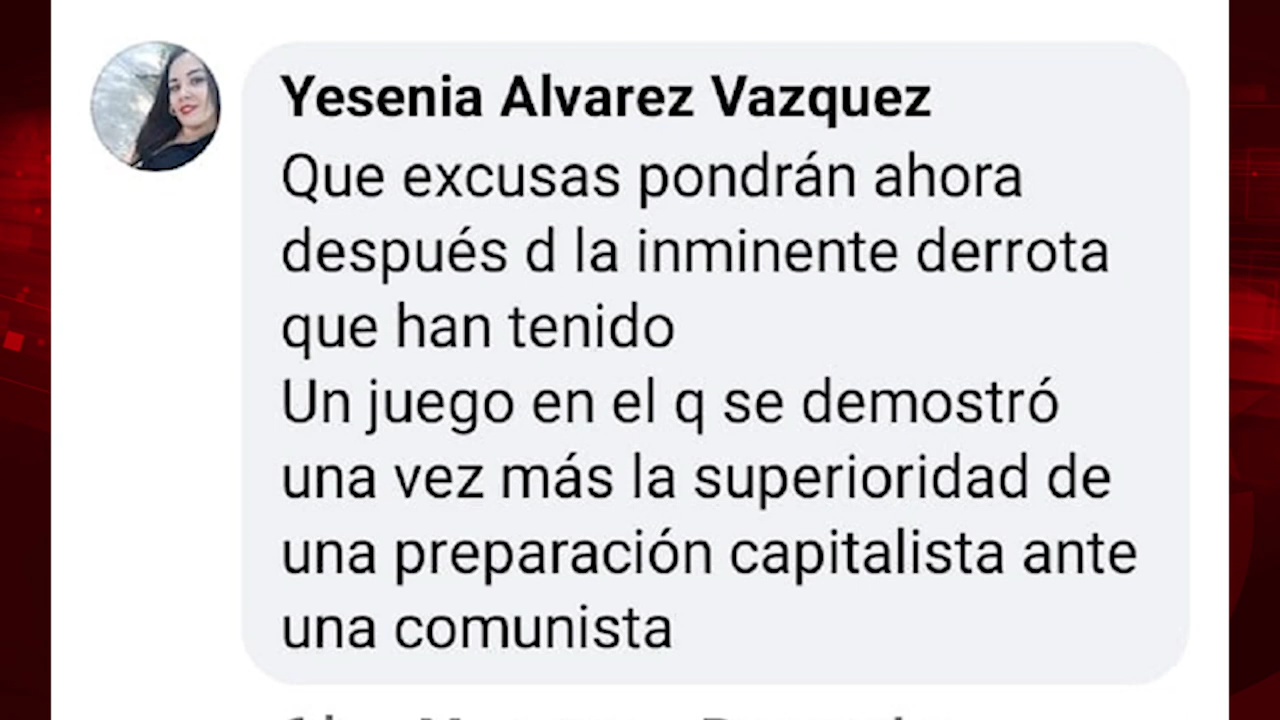 Yesenia Alvarez Vazquez
Que excusas pondrán ahora
después d la inminente derrota
que han tenido
Un juego en el q se demostró
una vez más la superioridad de
una preparación capitalista ante
una comunista